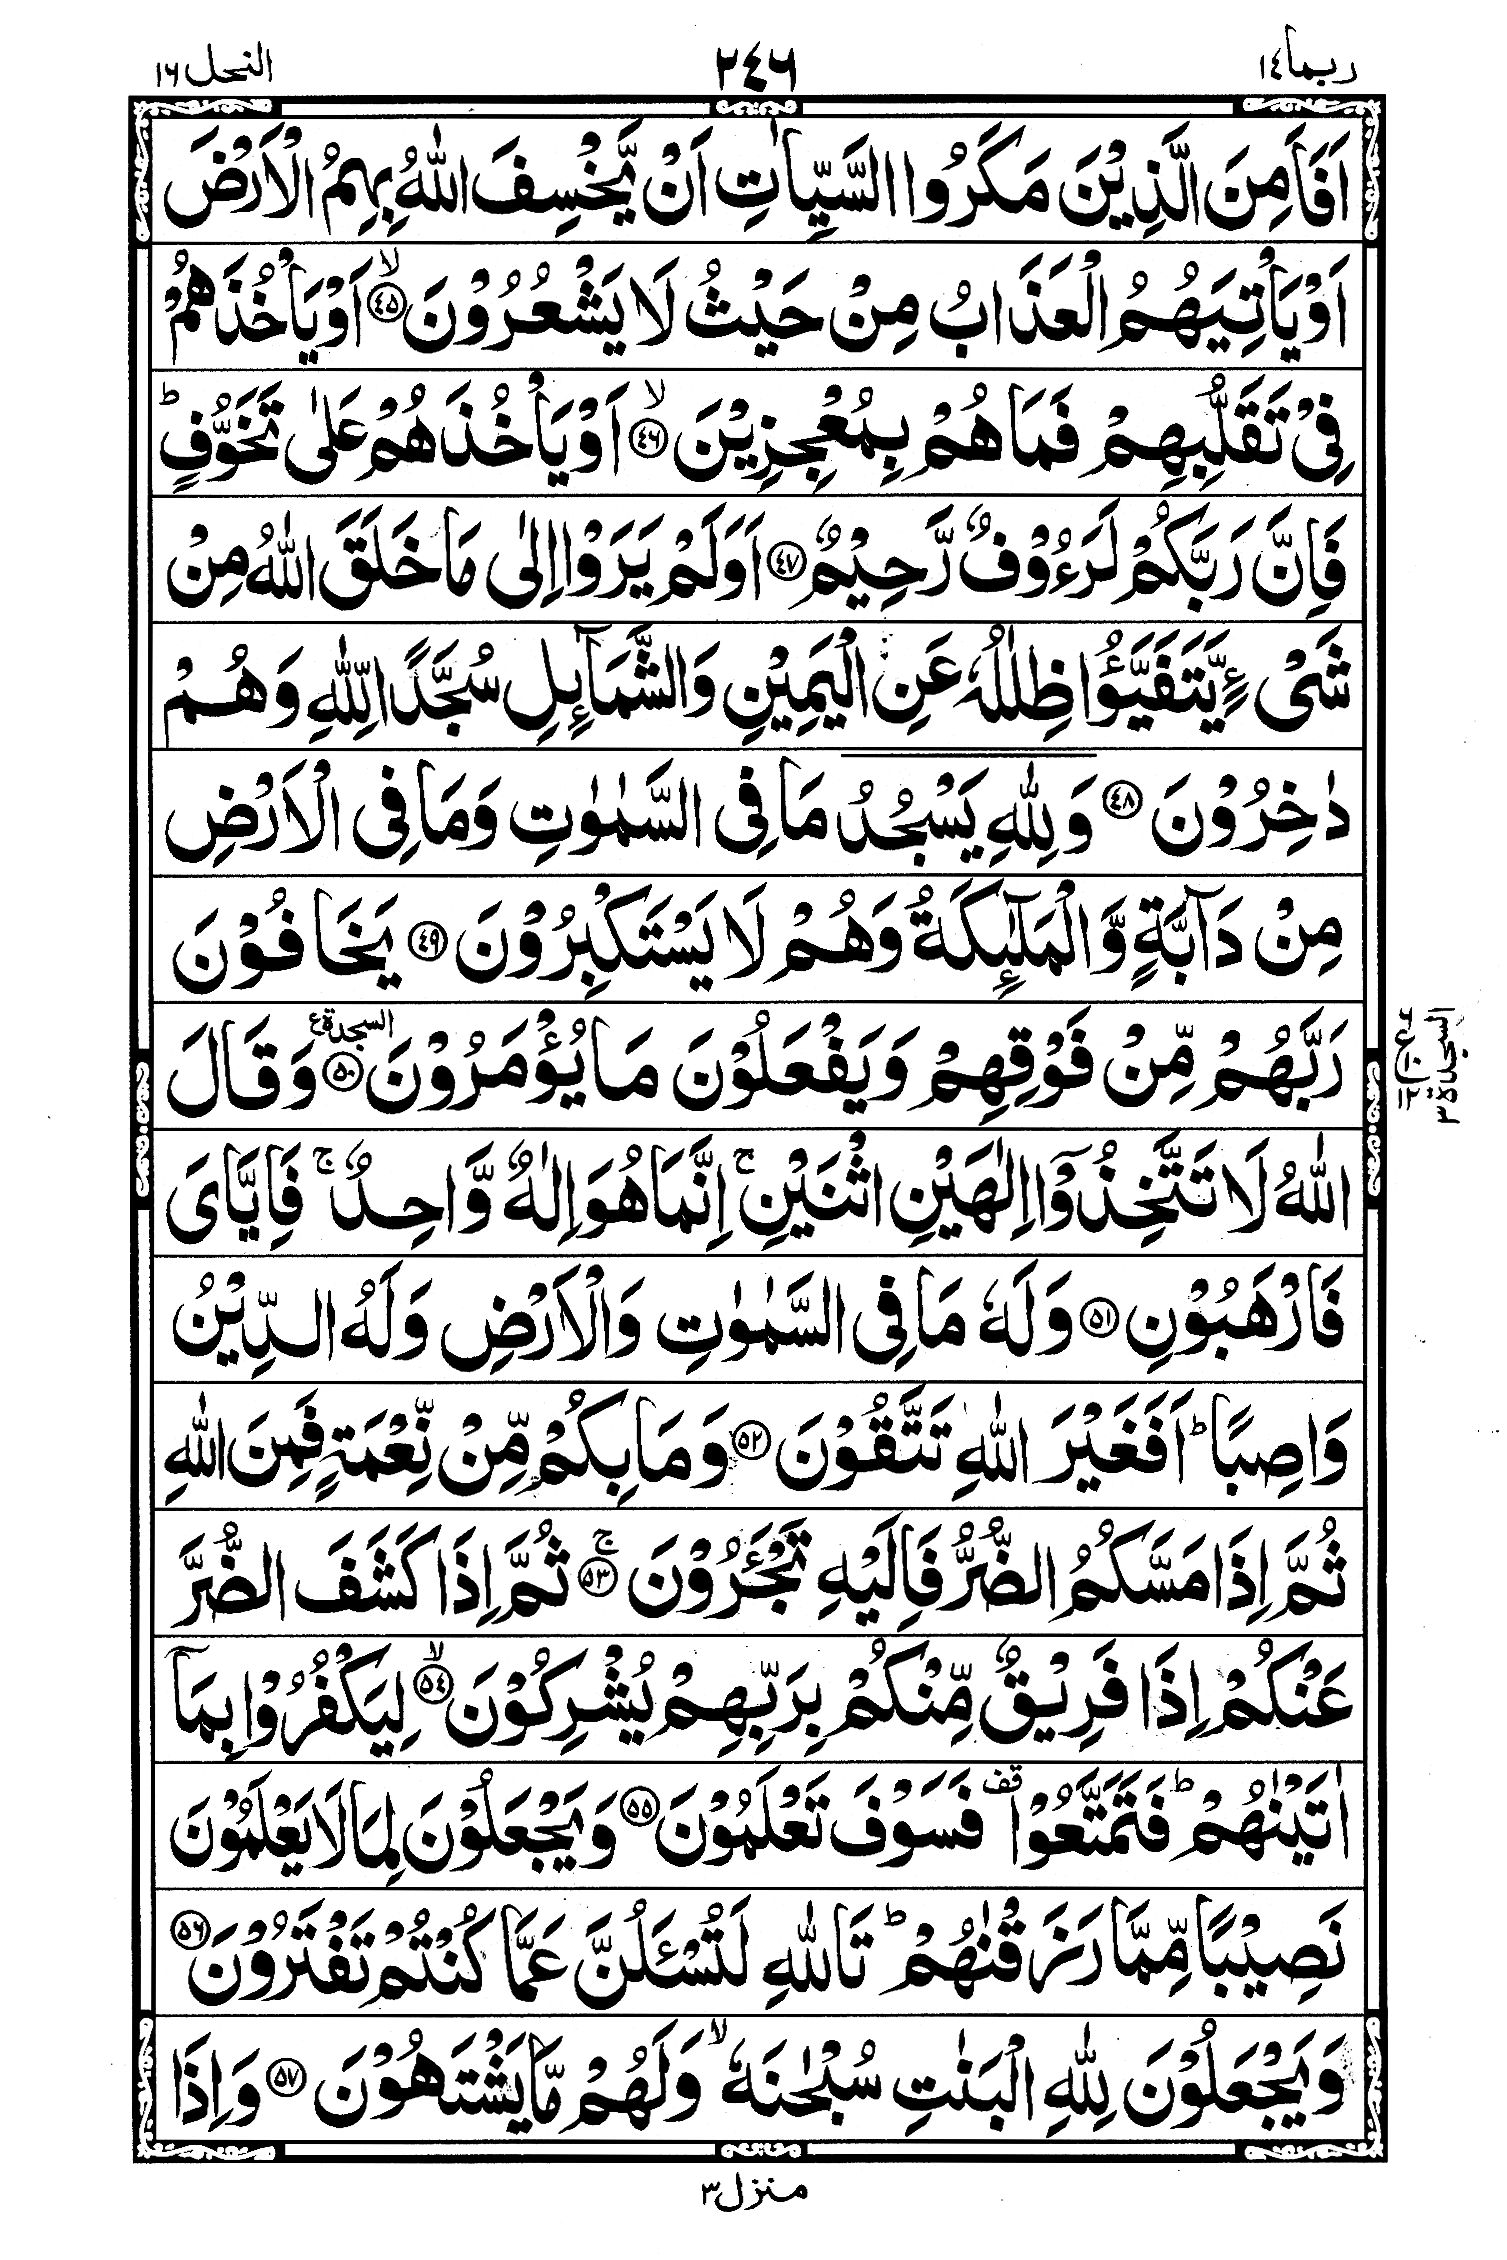 ربما ١٤
٢٤٦
النحل ١٦
اَفَاَمِنَ الَّذِيْنَ مَكَرُوا السَّيِّاٰتِ اَنْ يَّخْسِفَ اللّٰهُ بِهِمُ الْاَرْضَ
اَوْ يَاْتِيَهُمُ الْعَذَابُ مِنْ حَيْثُ لَا يَشْعُرُوْنَ ﴿٤٥﴾ ۙ اَوْ يَاْخُذَهُمْ
فِيْ تَقَلُّبِهِمْ فَمَا هُمْ بِمُعْجِزِيْنَ ﴿٤٦﴾ ۙ اَوْ يَاْخُذَهُمْ عَلٰى تَخَوُّفٍ ؕ
فَاِنَّ رَبَّكُمْ لَرَءُوْفٌ رَّحِيْمٌ ﴿٤٧﴾ اَوَلَمْ يَرَوْا اِلٰى مَا خَلَقَ اللّٰهُ مِنْ
شَيْءٍ يَّتَفَيَّؤُا ظِلٰلُهٗ عَنِ الْيَمِيْنِ وَالشَّمَآئِلِ سُجَّدًا لِّلّٰهِ وَهُمْ
دٰخِرُوْنَ ﴿٤٨﴾ وَلِلّٰهِ يَسْجُدُ مَا فِي السَّمٰوٰتِ وَمَا فِي الْاَرْضِ
مِنْ دَآبَّةٍ وَّالْمَلٰٓئِكَةُ وَهُمْ لَا يَسْتَكْبِرُوْنَ ﴿٤٩﴾ يَخَافُوْنَ
رَبَّهُمْ مِّنْ فَوْقِهِمْ وَيَفْعَلُوْنَ مَا يُؤْمَرُوْنَ ﴿٥٠﴾ السجدة ع وَقَالَ
اللّٰهُ لَا تَتَّخِذُوْٓا اِلٰهَيْنِ اثْنَيْنِ ۚ اِنَّمَا هُوَ اِلٰهٌ وَّاحِدٌ ۚ فَاِيَّايَ
فَارْهَبُوْنِ ﴿٥١﴾ وَلَهٗ مَا فِي السَّمٰوٰتِ وَالْاَرْضِ وَلَهُ الدِّيْنُ
وَاصِبًا ؕ اَفَغَيْرَ اللّٰهِ تَتَّقُوْنَ ﴿٥٢﴾ وَمَا بِكُمْ مِّنْ نِّعْمَةٍ فَمِنَ اللّٰهِ
ثُمَّ اِذَا مَسَّكُمُ الضُّرُّ فَاِلَيْهِ تَجْـَٔرُوْنَ ﴿٥٣﴾ ۚ ثُمَّ اِذَا كَشَفَ الضُّرَّ
عَنْكُمْ اِذَا فَرِيْقٌ مِّنْكُمْ بِرَبِّهِمْ يُشْرِكُوْنَ ﴿٥٤﴾ ۙ لِيَكْفُرُوْا بِمَآ
اٰتَيْنٰهُمْ ؕ فَتَمَتَّعُوْا قف فَسَوْفَ تَعْلَمُوْنَ ﴿٥٥﴾ وَيَجْعَلُوْنَ لِمَا لَا يَعْلَمُوْنَ
نَصِيْبًا مِّمَّا رَزَقْنٰهُمْ ؕ تَاللّٰهِ لَتُسْـَٔلُنَّ عَمَّا كُنْتُمْ تَفْتَرُوْنَ ﴿٥٦﴾
وَيَجْعَلُوْنَ لِلّٰهِ الْبَنٰتِ سُبْحٰنَهٗ ۙ وَلَهُمْ مَّا يَشْتَهُوْنَ ﴿٥٧﴾ وَاِذَا
السجدة ٣
ع ١٢
منزل ٣